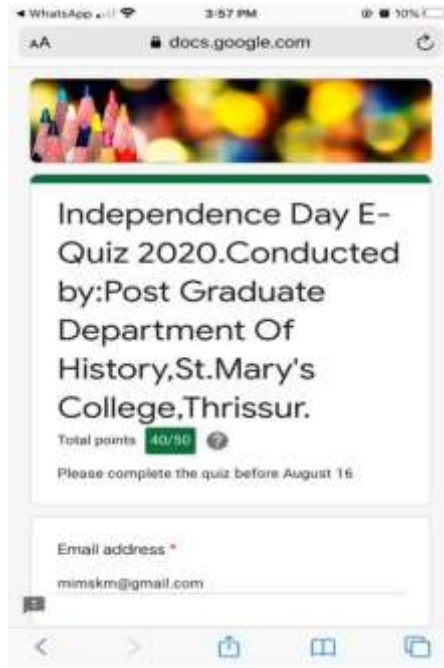 WhatsApp
3:57 PM
10%
AA
docs.google.com
Independence Day E-
Quiz 2020.Conducted
by:Post Graduate
Department Of
History,St.Mary's
College,Thrissur.
Total points 40/50 ?
Please complete the quiz before August 16
Email address *
mimskm@gmail.com